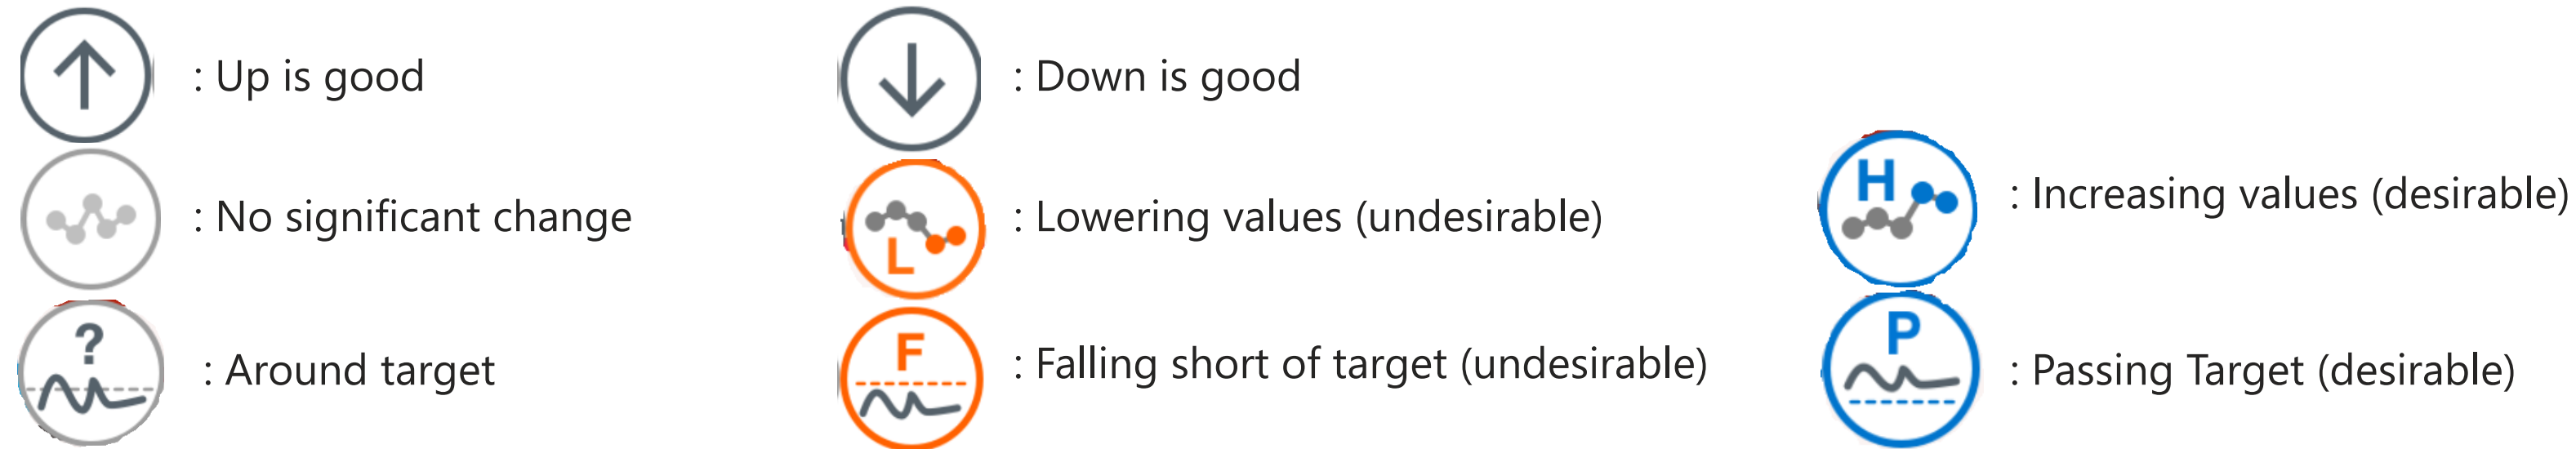 : Up is good
: Down is good
: No significant change
L
: Lowering values (undesirable)
H
: Increasing values (desirable)
?
: Around target
F
: Falling short of target (undesirable)
P
: Passing Target (desirable)